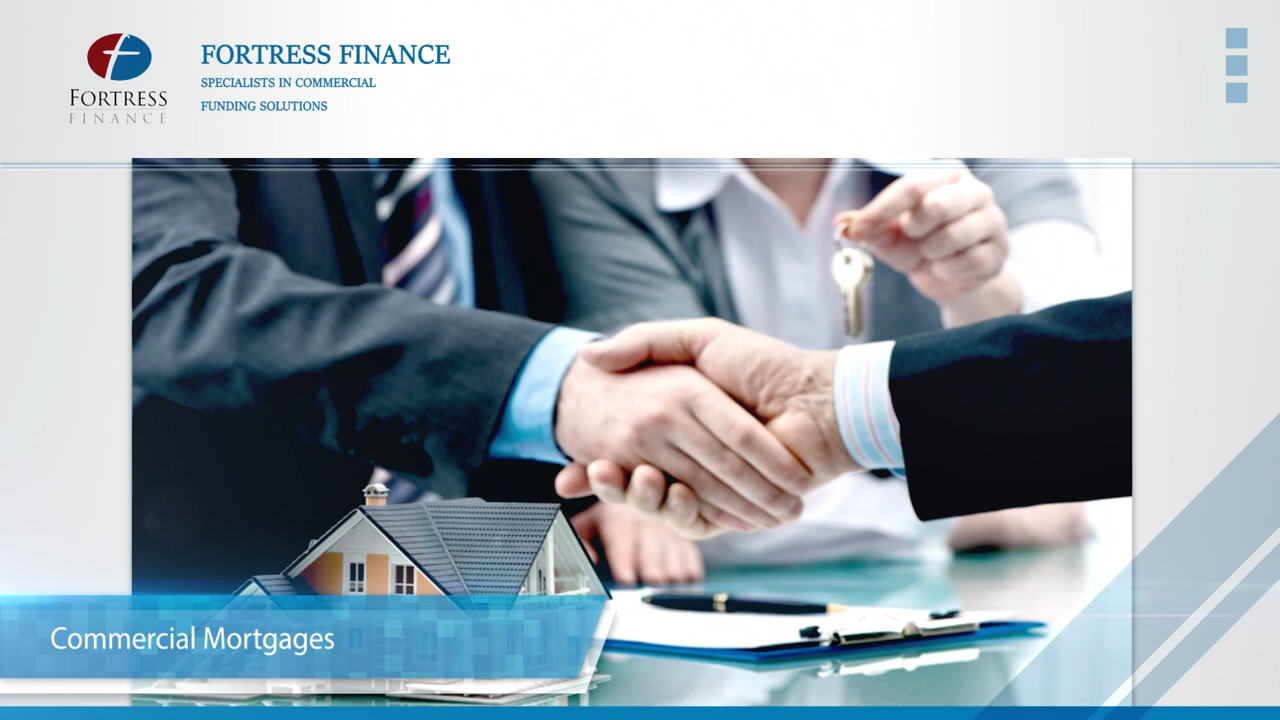 FORTRESS
FINANCE
FORTRESS FINANCE
SPECIALISTS IN COMMERCIAL
FUNDING SOLUTIONS
Commercial Mortgages